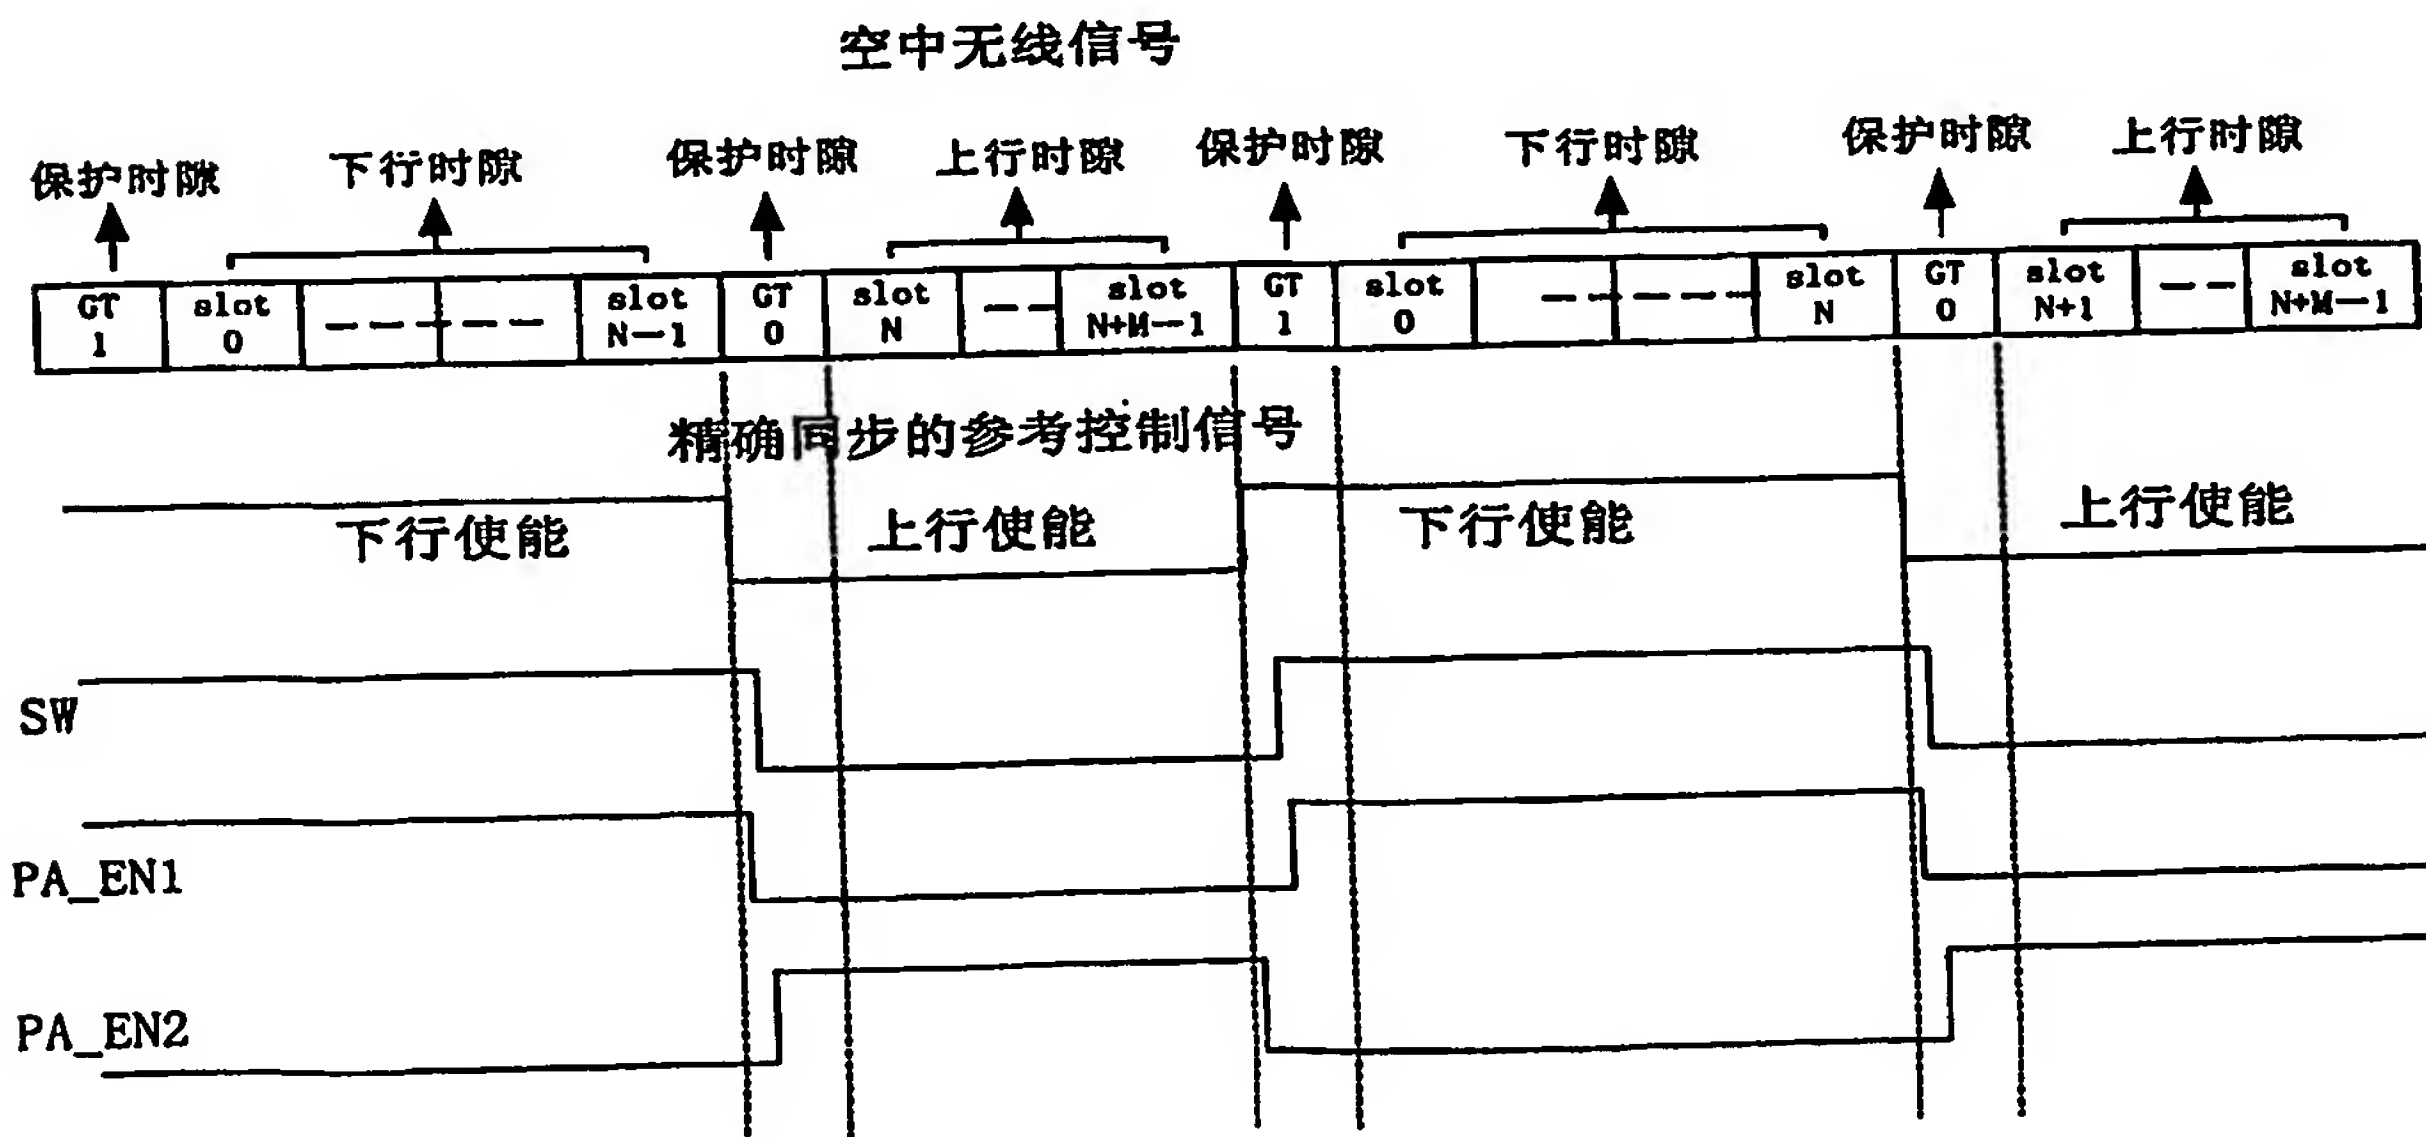 空中无线信号
保护时隙 下行时隙 保护时隙 上行时隙 保护时隙 下行时隙 保护时隙 上行时隙
GT 1 slot 0 ---- slot N-1 GT 0 slot N -- slot N+M-1 GT 1 slot 0 ---- slot N GT 0 slot N+1 -- slot N+M-1
精确同步的参考控制信号
下行使能 上行使能 下行使能 上行使能
SW
PA_EN1
PA_EN2